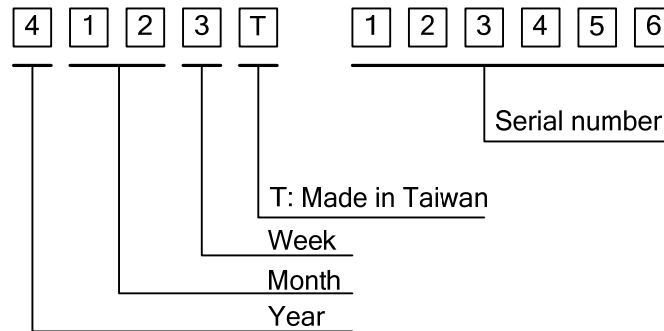 4 1 2 3 T 1 2 3 4 5 6
Serial number
T: Made in Taiwan
Week
Month
Year